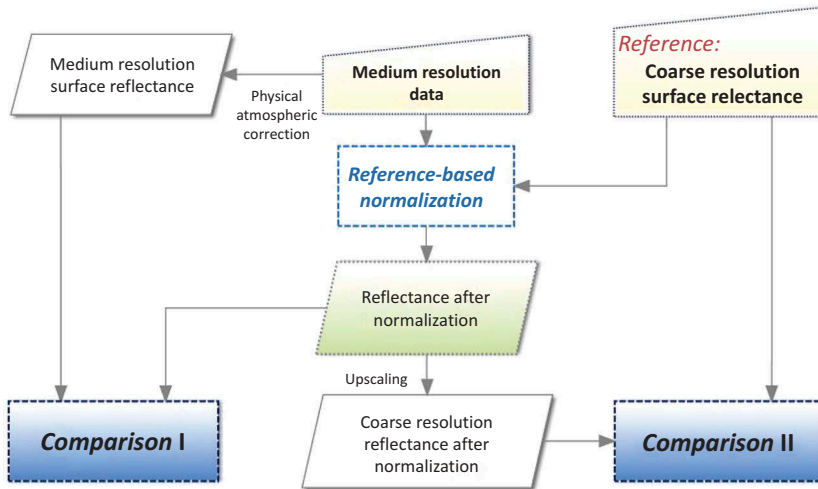 Medium resolution
surface reflectance
Physical
atmospheric
correction
Medium resolution
data
Reference:
Coarse resolution
surface relectance
Reference-based
normalization
Reflectance after
normalization
Upscaling
Comparison I
Coarse resolution
reflectance after
normalization
Comparison II